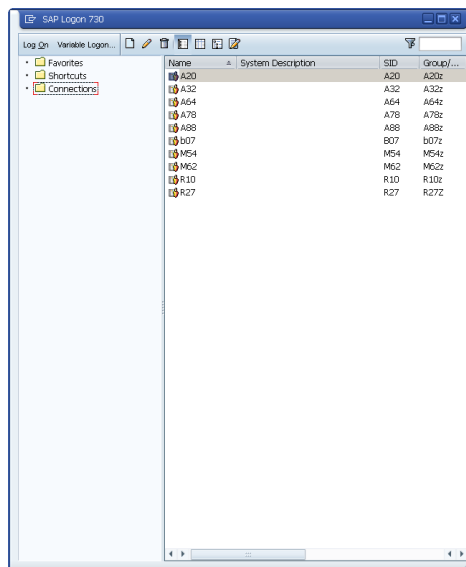 SAP Logon 730
Log On Variable Logon...
Favorites
Shortcuts
Connections
Name System Description SID Group/...
A20 A20 A20z
A32 A32 A32z
A64 A64 A64z
A78 A78 A78z
A88 A88 A88z
b07 B07 b07z
M54 M54 M54z
M62 M62 M62z
R10 R10 R10z
R27 R27 R27Z